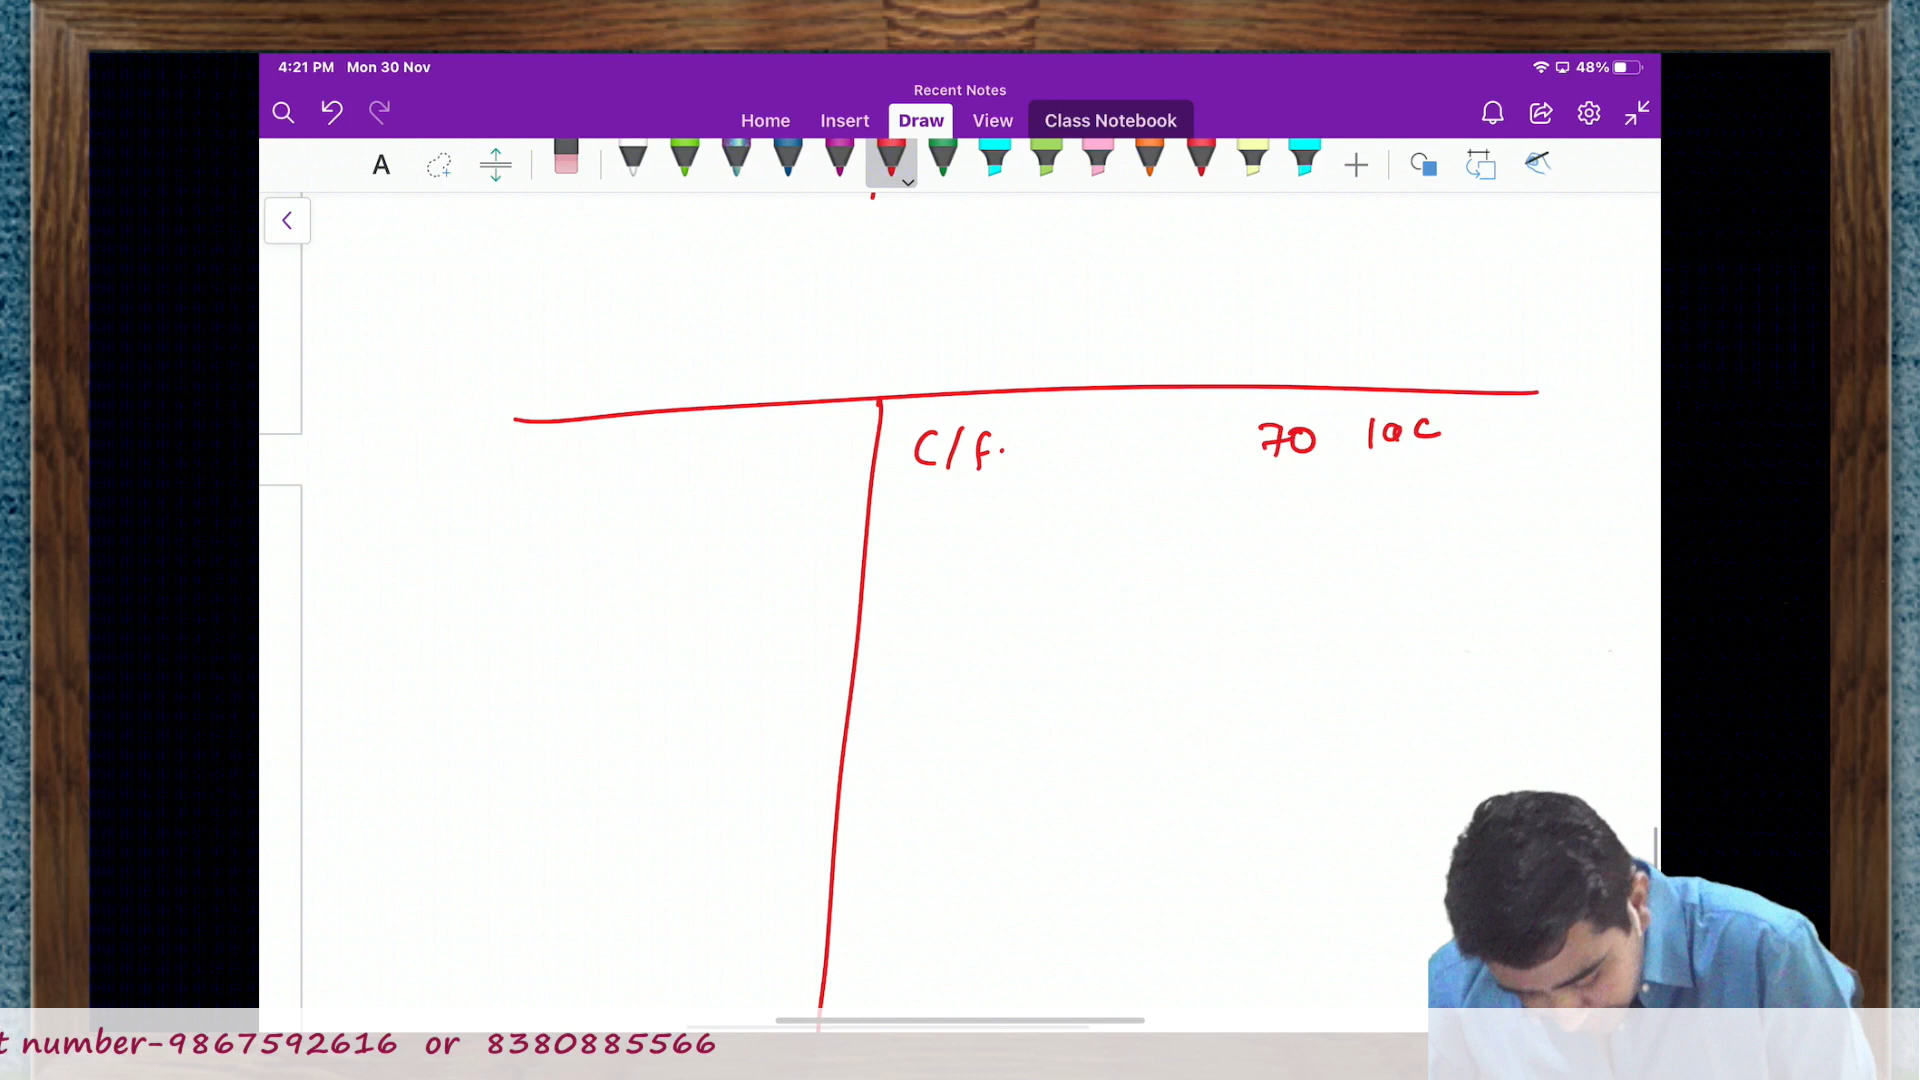 4:21 PM Mon 30 Nov
48%
Recent Notes
Home Insert Draw View Class Notebook
A
C/f. 70 lac
t number-9867592616 or 8380885566